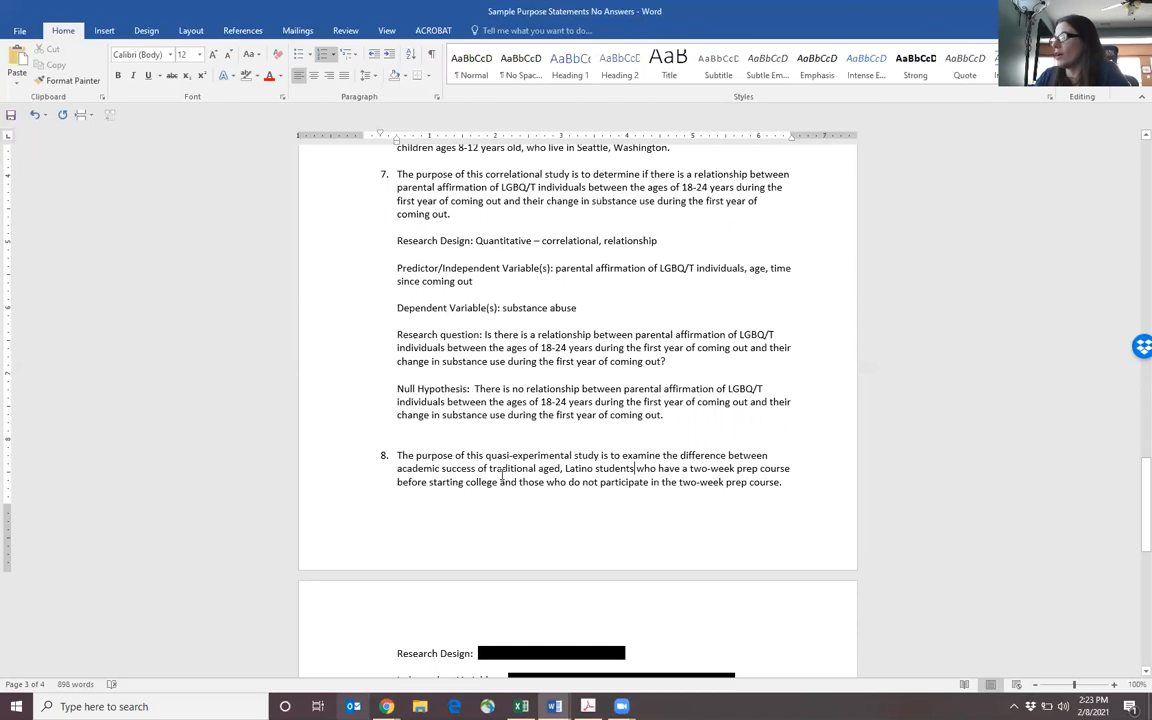 Sample Purpose Statements No Answers - Word
File Home Insert Design Layout References Mailings Review View ACROBAT Tell me what you want to do...
Cut
Copy
Paste
Format Painter
Calibri (Body) 12
AaBbCcDd AaBbCcDd AaBbCc AaBbCcD AaB AaBbCcD AaBbCcDd AaBbCcDd AaBbCcDd AaBbCcD AaBbCcDd
¶ Normal ¶ No Spac... Heading 1 Heading 2 Title Subtitle Subtle Em... Emphasis Intense E... Strong Quote
Clipboard Font Paragraph Styles Editing
children ages 8-12 years old, who live in Seattle, Washington.
7. The purpose of this correlational study is to determine if there is a relationship between
parental affirmation of LGBQ/T individuals between the ages of 18-24 years during the
first year of coming out and their change in substance use during the first year of
coming out.
Research Design: Quantitative – correlational, relationship
Predictor/Independent Variable(s): parental affirmation of LGBQ/T individuals, age, time
since coming out
Dependent Variable(s): substance abuse
Research question: Is there is a relationship between parental affirmation of LGBQ/T
individuals between the ages of 18-24 years during the first year of coming out and their
change in substance use during the first year of coming out?
Null Hypothesis:  There is no relationship between parental affirmation of LGBQ/T
individuals between the ages of 18-24 years during the first year of coming out and their
change in substance use during the first year of coming out.
8. The purpose of this quasi-experimental study is to examine the difference between
academic success of traditional aged, Latino students who have a two-week prep course
before starting college and those who do not participate in the two-week prep course.
Research Design:
Page 3 of 4 898 words 100%
Type here to search
2:23 PM
2/8/2021